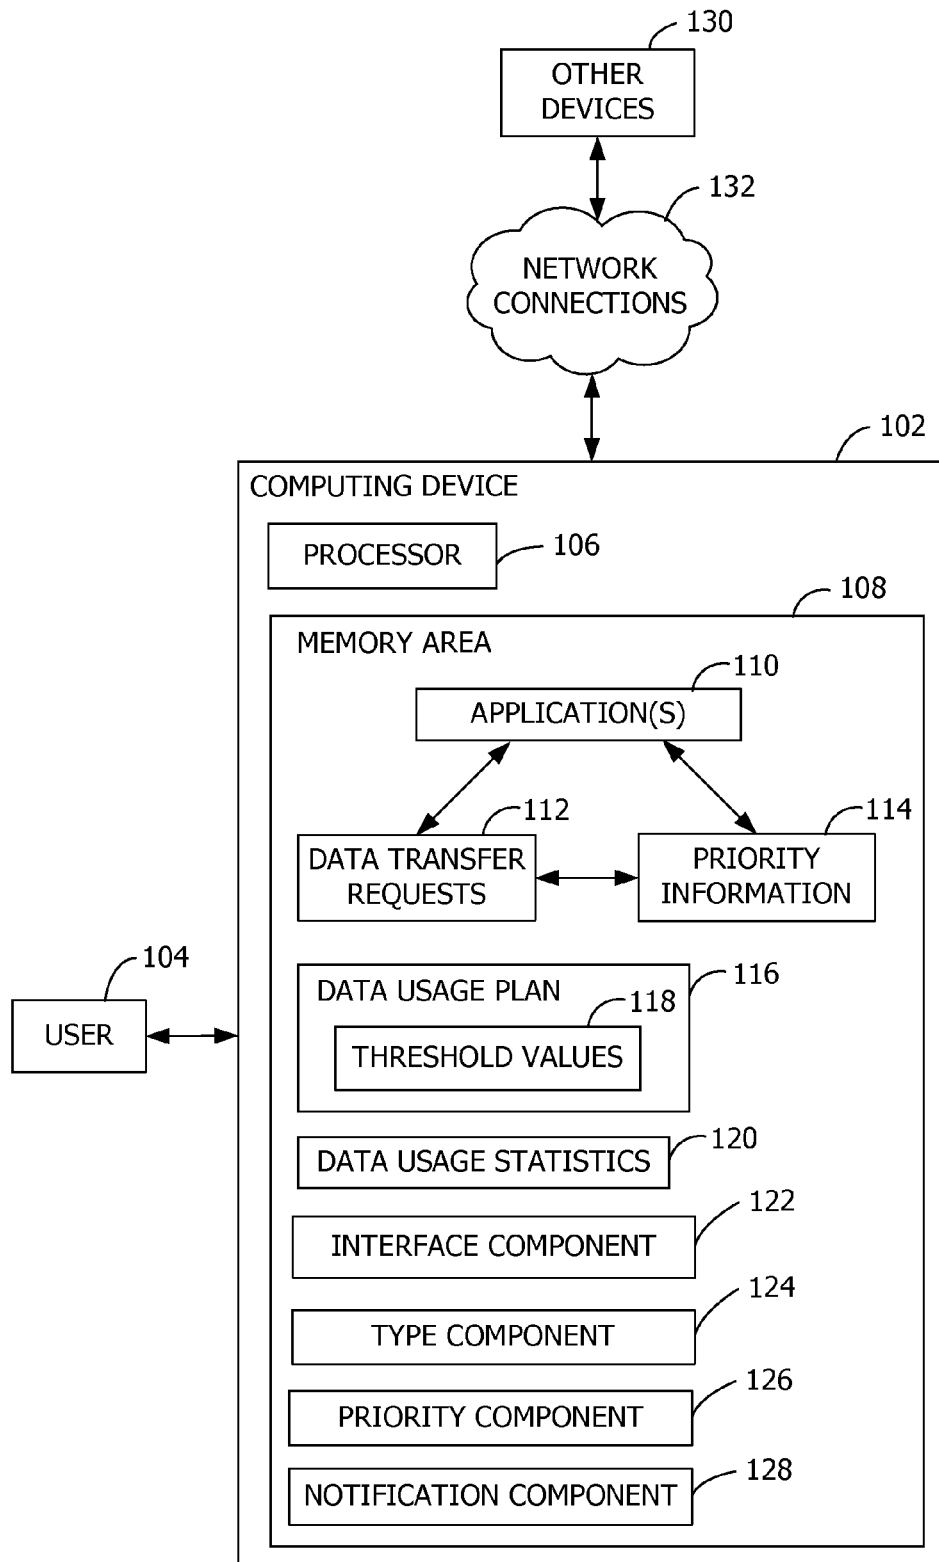 130
OTHER
DEVICES
132
NETWORK
CONNECTIONS
102
COMPUTING DEVICE
PROCESSOR
106
108
MEMORY AREA
110
APPLICATION(S)
112
114
DATA TRANSFER
REQUESTS
PRIORITY
INFORMATION
104
USER
116
DATA USAGE PLAN
118
THRESHOLD VALUES
120
DATA USAGE STATISTICS
122
INTERFACE COMPONENT
124
TYPE COMPONENT
126
PRIORITY COMPONENT
128
NOTIFICATION COMPONENT